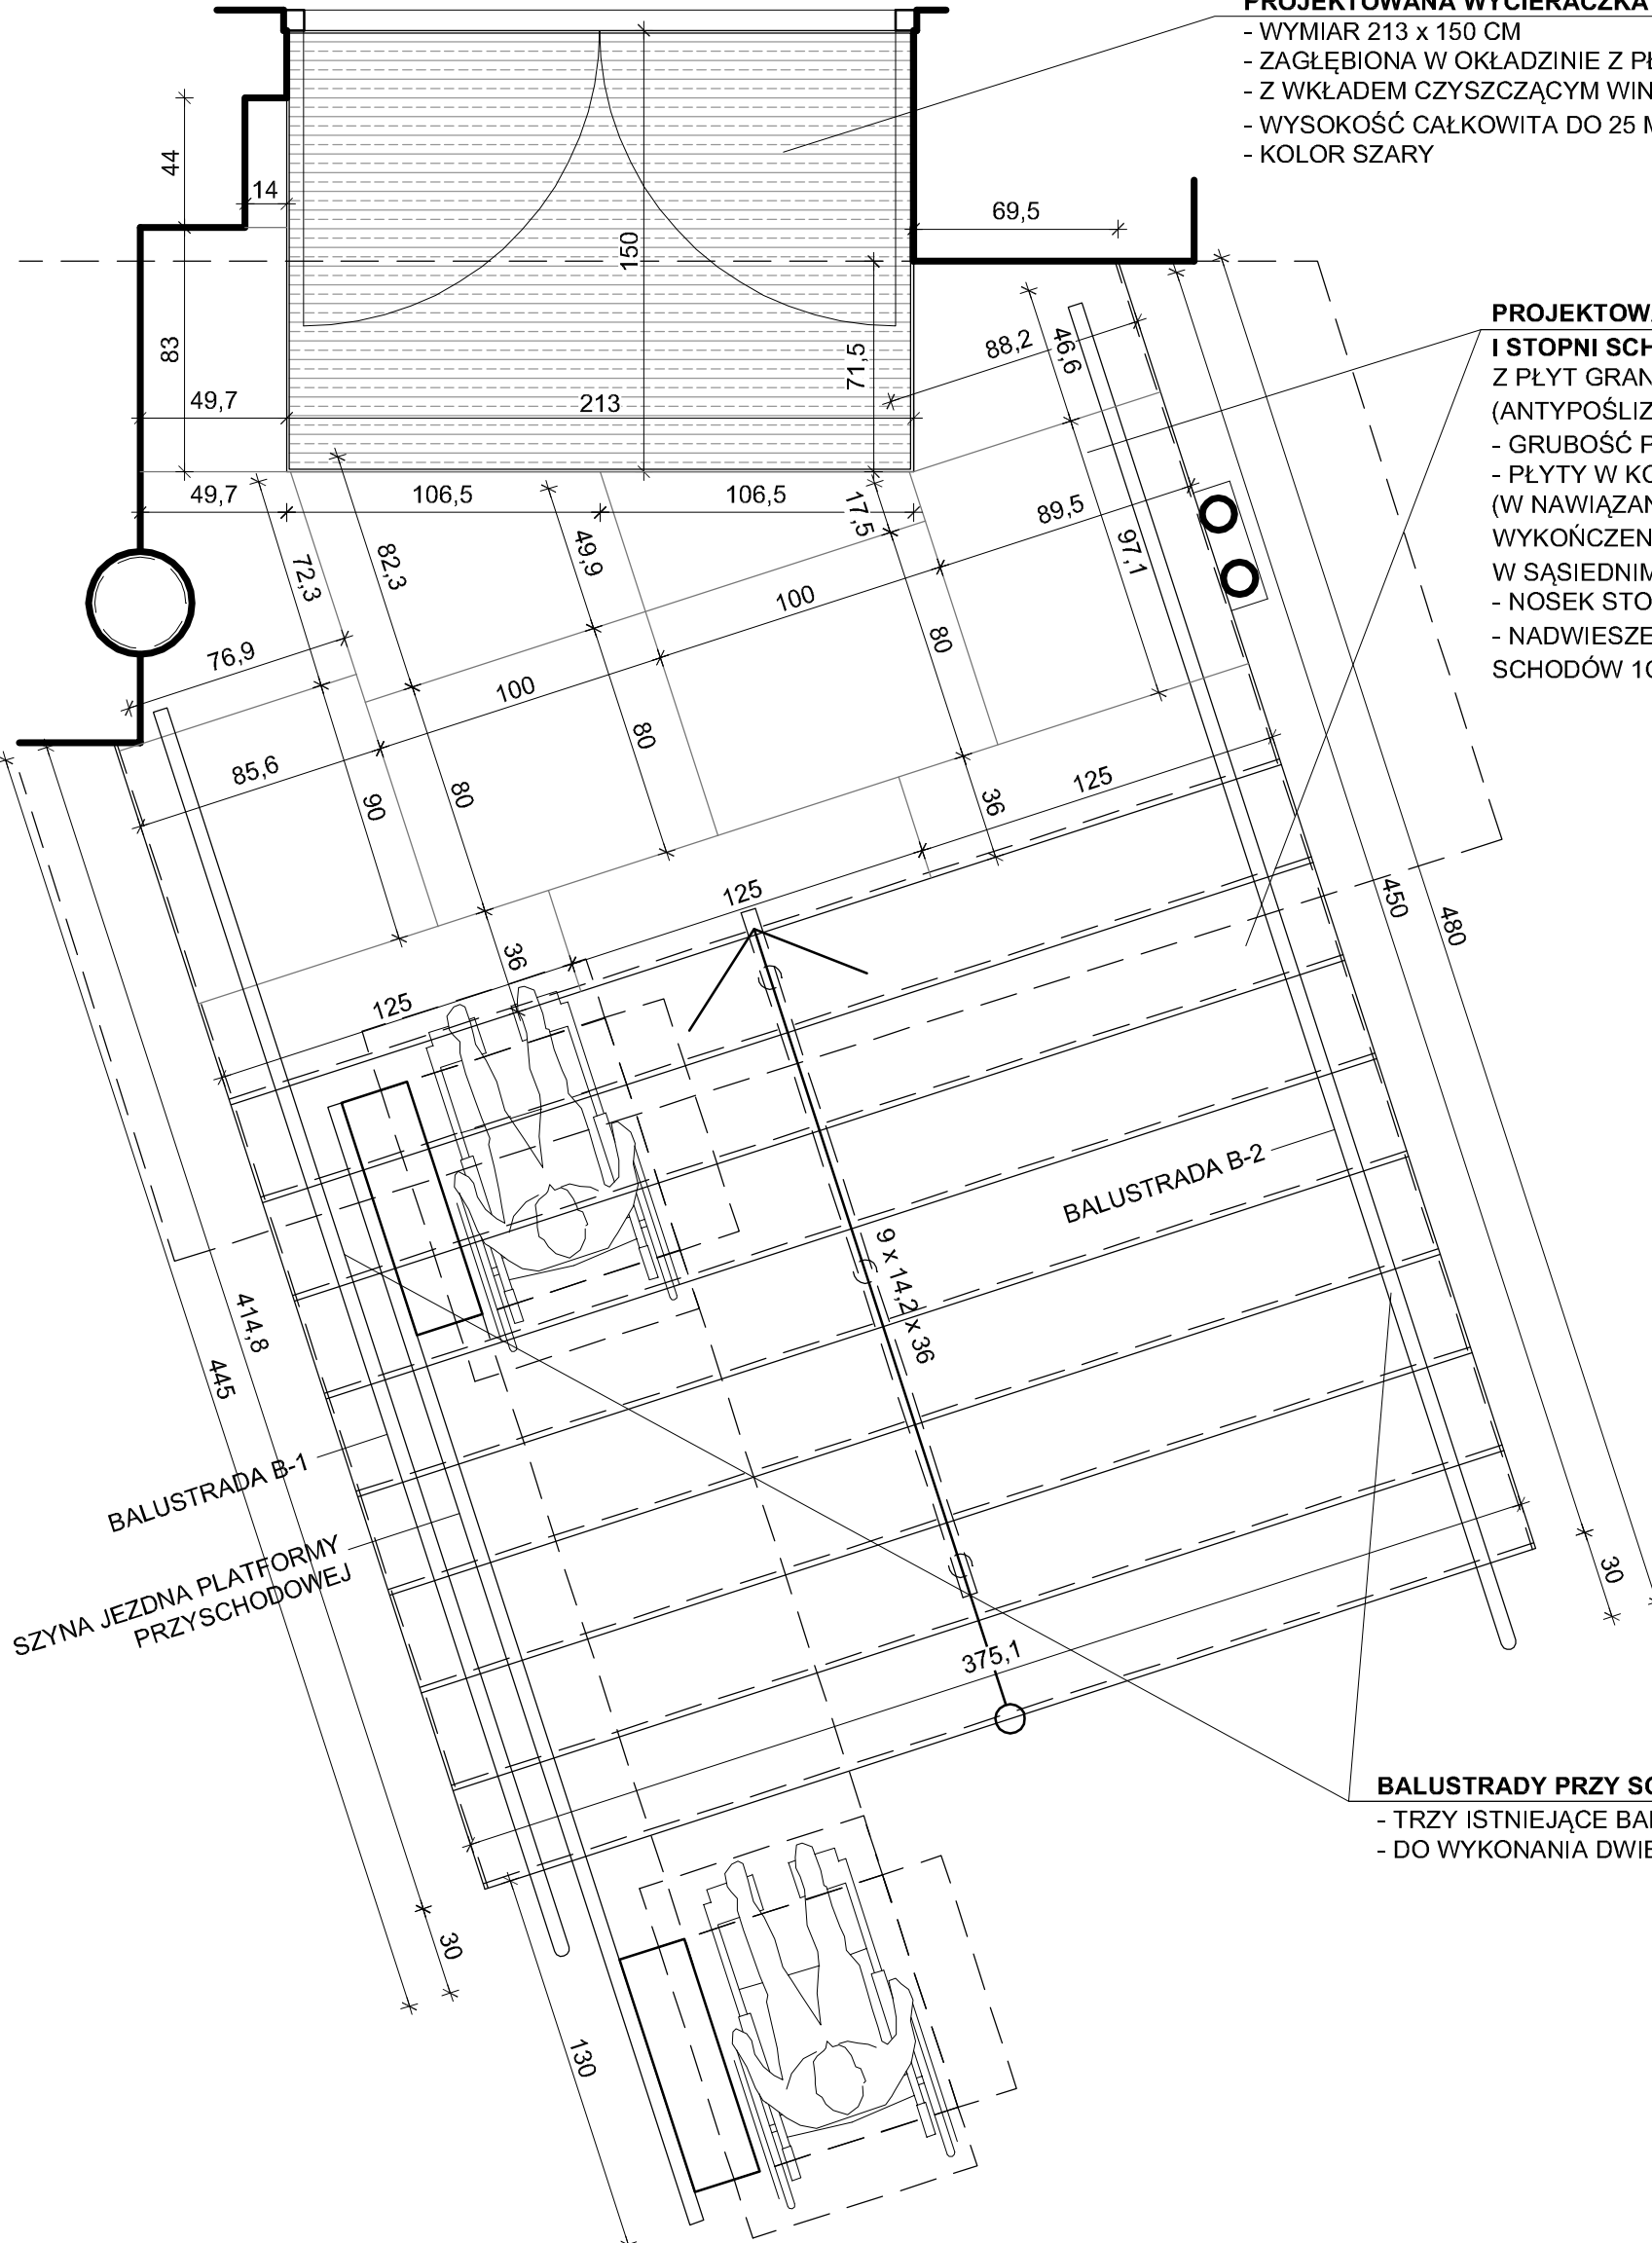 PROJEKTOWANA WYCIERACZKA
- WYMIAR 213 x 150 CM
- ZAGŁĘBIONA W OKŁADZINIE Z
- Z WKŁADEM CZYSZCZĄCYM
- WYSOKOŚĆ CAŁKOWITA DO 25
- KOLOR SZARY
44
14
69,5
150
83
71,5
88,2
46,6
49,7
213
PROJEKTOWA
I STOPNI SCH
Z PŁYT GRAN
(ANTYPOŚLIZ
- GRUBOŚĆ P
- PŁYTY W KO
(W NAWIĄZAN
WYKOŃCZEN
W SĄSIEDNIM
- NOSEK STO
- NADWIESZE
SCHODÓW 10
49,7
106,5
106,5
17,5
89,5
97,1
72,3
82,3
49,9
100
80
76,9
100
80
85,6
90
80
36
125
125
36
125
450
480
BALUSTRADA B-2
9 x 14,2 x 36
414,8
445
BALUSTRADA B-1
SZYNA JEZDNA PLATFORMY
PRZYSCHODOWEJ
375,1
30
30
130
BALUSTRADY PRZY
- TRZY ISTNIEJĄCE
- DO WYKONANIA DWIE